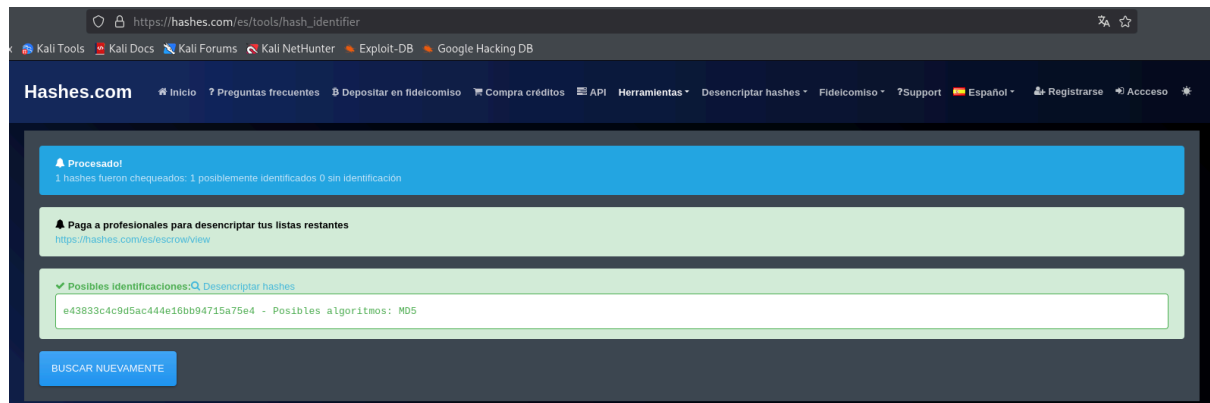 https://hashes.com/es/tools/hash_identifier
Kali Tools Kali Docs Kali Forums Kali NetHunter Exploit-DB Google Hacking DB
Hashes.com Inicio ? Preguntas frecuentes Depositar en fideicomiso Compra créditos API Herramientas Desencriptar hashes Fideicomiso ?Support Español Registrarse Accceso
Procesado!
1 hashes fueron chequeados: 1 posiblemente identificados 0 sin identificación
Paga a profesionales para desencriptar tus listas restantes
https://hashes.com/es/escrow/view
Posibles identificaciones: Desencriptar hashes
e43833c4c9d5ac444e16bb94715a75e4 - Posibles algoritmos: MD5
BUSCAR NUEVAMENTE